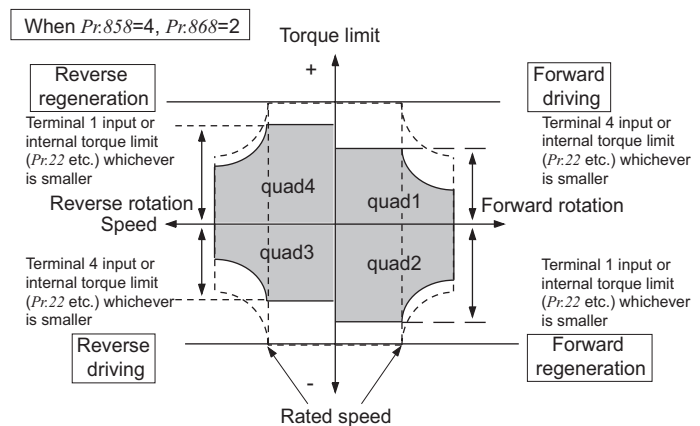 When Pr.858=4, Pr.868=2
Torque limit
+
Reverse
regeneration
Forward
driving
Terminal 1 input or
internal torque limit
(Pr.22 etc.) whichever
is smaller
Terminal 4 input or
internal torque limit
(Pr.22 etc.) whichever
is smaller
quad4
quad1
Reverse rotation
Speed
Forward rotation
quad3
quad2
Terminal 4 input or
internal torque limit
(Pr.22 etc.) whichever
is smaller
Terminal 1 input or
internal torque limit
(Pr.22 etc.) whichever
is smaller
Reverse
driving
Forward
regeneration
-
Rated speed